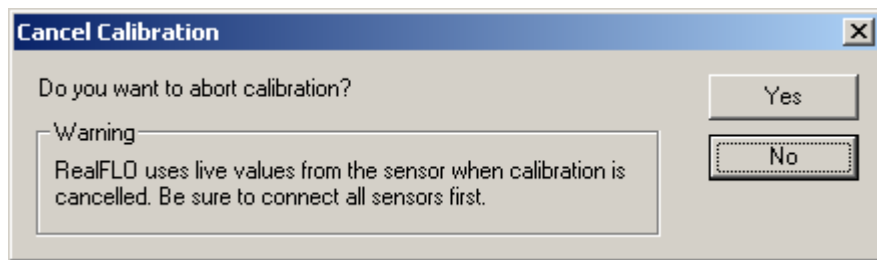 Cancel Calibration
Do you want to abort calibration?
Yes
Warning
No
RealFLO uses live values from the sensor when calibration is
cancelled. Be sure to connect all sensors first.